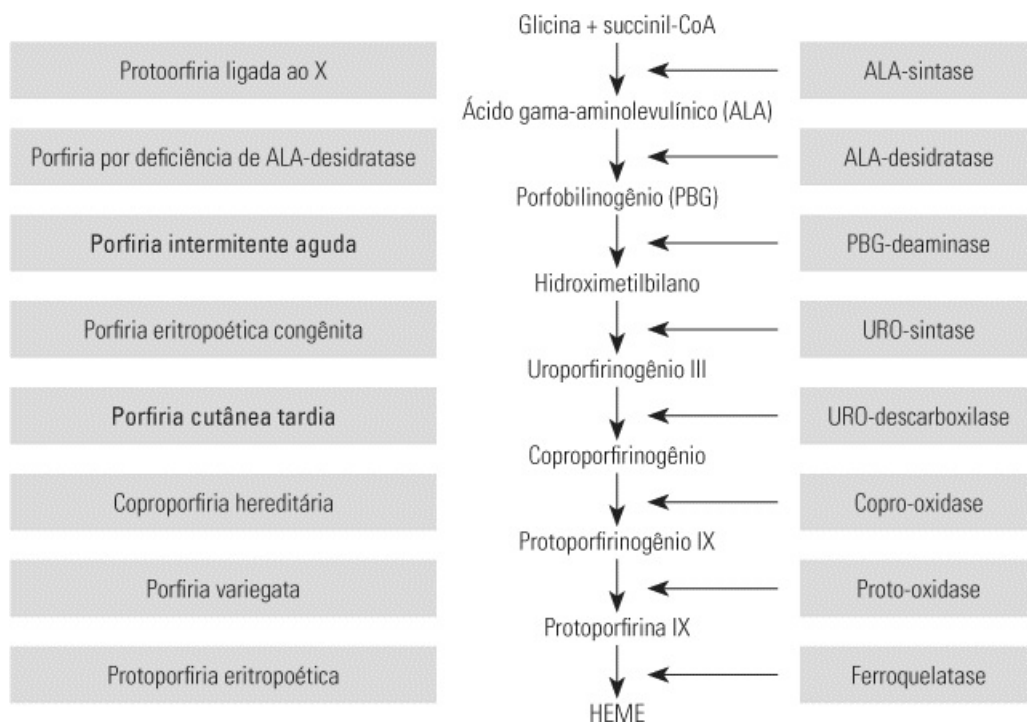 Glicina + succinil-CoA
Protoorfiria ligada ao X
ALA-sintase
Ácido gama-aminolevulínico (ALA)
Porfiria por deficiência de ALA-desidratase
ALA-desidratase
Porfobilinogênio (PBG)
Porfiria intermitente aguda
PBG-deaminase
Hidroximetilbilano
Porfiria eritropoética congênita
URO-sintase
Uroporfirinogênio III
Porfiria cutânea tardia
URO-descarboxilase
Coproporfirinogênio
Coproporfiria hereditária
Copro-oxidase
Protoporfirinogênio IX
Porfiria variegata
Proto-oxidase
Protoporfirina IX
Protoporfiria eritropoética
Ferroquelatase
HEME